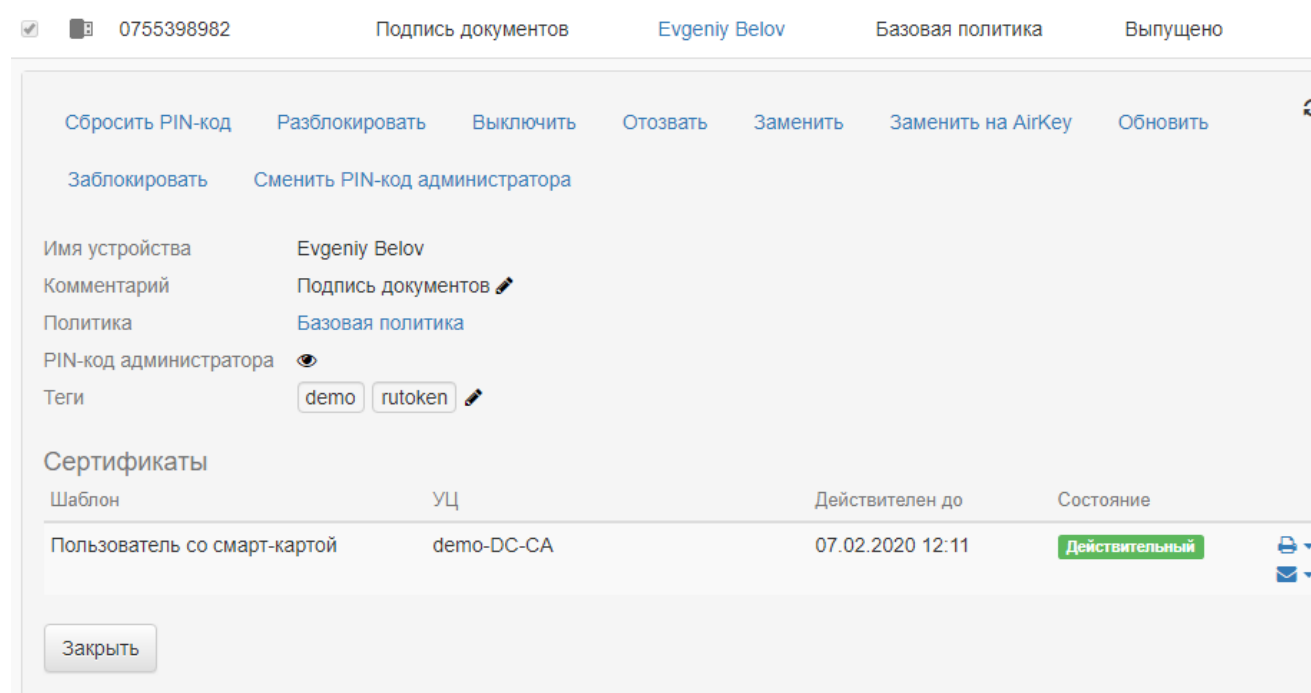 0755398982 Подпись документов Evgeniy Belov Базовая политика Выпущено
Сбросить PIN-код Разблокировать Выключить Отозвать Заменить Заменить на AirKey Обновить
Заблокировать Сменить PIN-код администратора
Имя устройства Evgeniy Belov
Комментарий Подпись документов
Политика Базовая политика
PIN-код администратора
Теги demo rutoken
Сертификаты
Шаблон УЦ Действителен до Состояние
Пользователь со смарт-картой demo-DC-CA 07.02.2020 12:11 Действительный
Закрыть